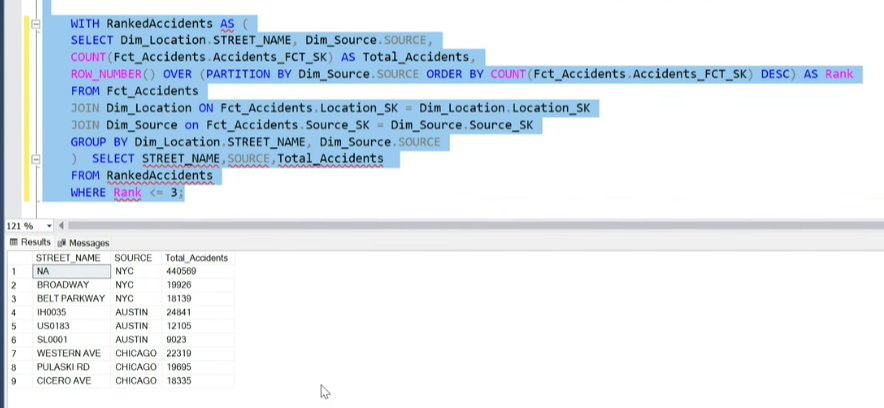 WITH RankedAccidents AS (
SELECT Dim_Location.STREET_NAME, Dim_Source.SOURCE,
COUNT(Fct_Accidents.Accidents_FCT_SK) AS Total_Accidents,
ROW_NUMBER() OVER (PARTITION BY Dim_Source.SOURCE ORDER BY COUNT(Fct_Accidents.Accidents_FCT_SK) DESC) AS Rank
FROM Fct_Accidents
JOIN Dim_Location ON Fct_Accidents.Location_SK = Dim_Location.Location_SK
JOIN Dim_Source on Fct_Accidents.Source_SK = Dim_Source.Source_SK
GROUP BY Dim_Location.STREET_NAME, Dim_Source.SOURCE
) SELECT STREET_NAME,SOURCE,Total_Accidents
FROM RankedAccidents
WHERE Rank <= 3;
121 %
Results Messages
STREET_NAME SOURCE Total_Accidents
1 NA NYC 440569
2 BROADWAY NYC 19926
3 BELT PARKWAY NYC 18139
4 IH0035 AUSTIN 24841
5 US0183 AUSTIN 12105
6 SL0001 AUSTIN 9023
7 WESTERN AVE CHICAGO 22319
8 PULASKI RD CHICAGO 19695
9 CICERO AVE CHICAGO 18335